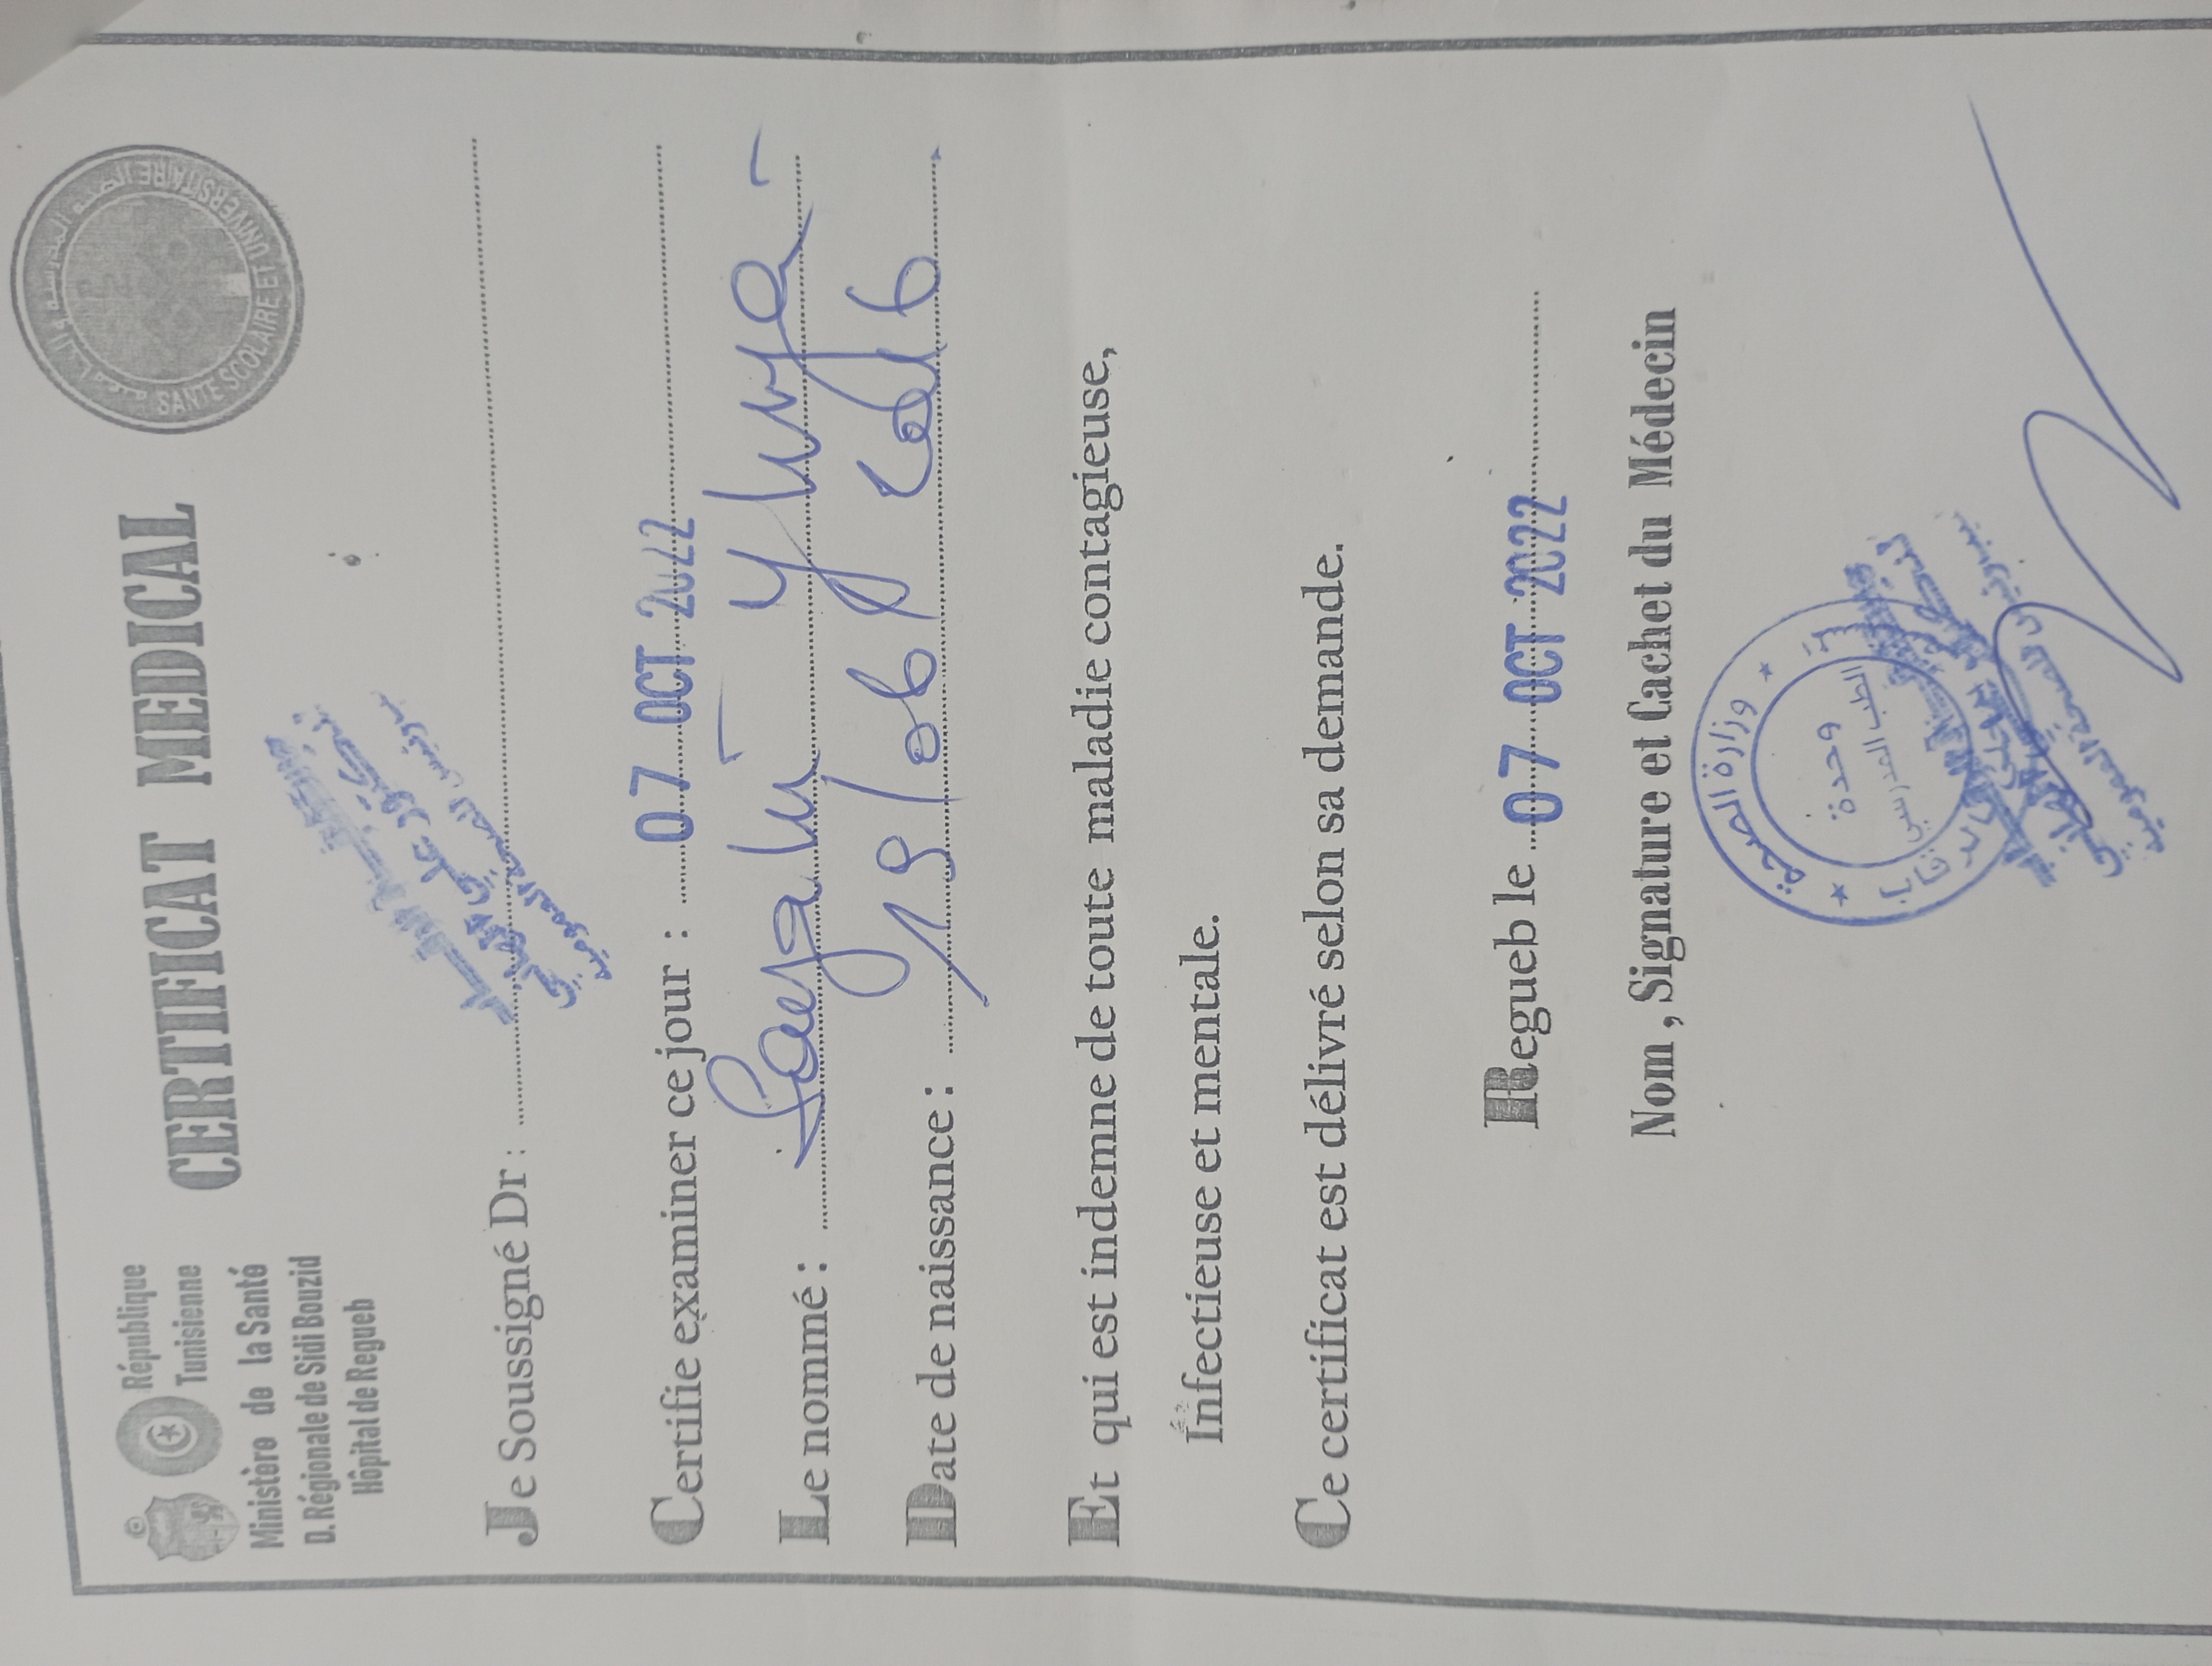 République
Tunisienne
Ministère de la Santé
D. Régionale de Sidi Bouzid
Hôpital de Regueb
CERTIFICAT MEDICAL
SANTE SCOLAIRE ET UNIVERSITAIRE
Je Soussigné Dr :
Certifie examiner ce jour : 07 OCT 2022
Le nommé :
Date de naissance : 19/06/2016
Et qui est indemne de toute maladie contagieuse,
Infectieuse et mentale.
Ce certificat est délivré selon sa demande.
Regueb le 07 OCT 2022
Nom , Signature et Cachet du Médecin
وزارة الصحة
وحدة
الطب المدرسي